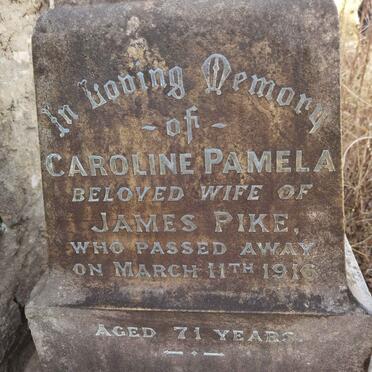 In Loving Memory
- of -
CAROLINE PAMELA
BELOVED WIFE OF
JAMES PIKE,
WHO PASSED AWAY
ON MARCH 11TH 1916
AGED 71 YEARS.